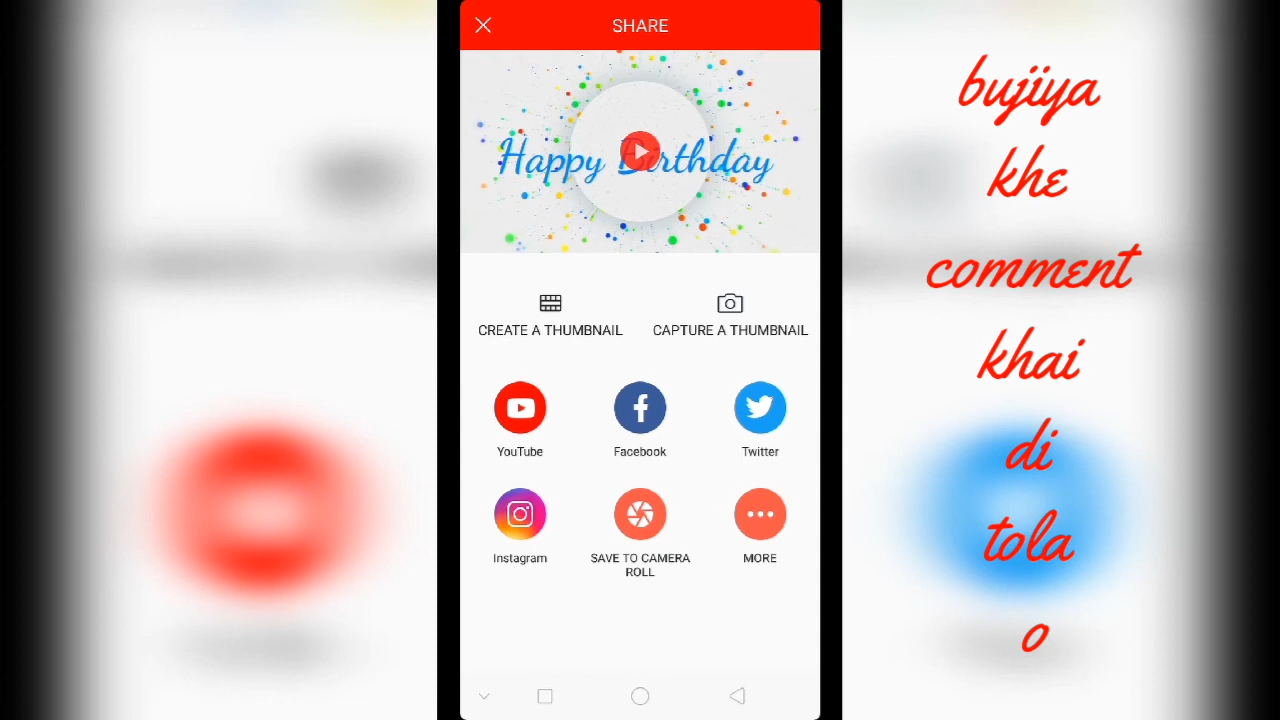 SHARE
Happy Birthday
CREATE A THUMBNAIL
CAPTURE A THUMBNAIL
YouTube
Facebook
Twitter
Instagram
SAVE TO CAMERA
ROLL
MORE
bujiya
khe
comment
khai
di
tola
o